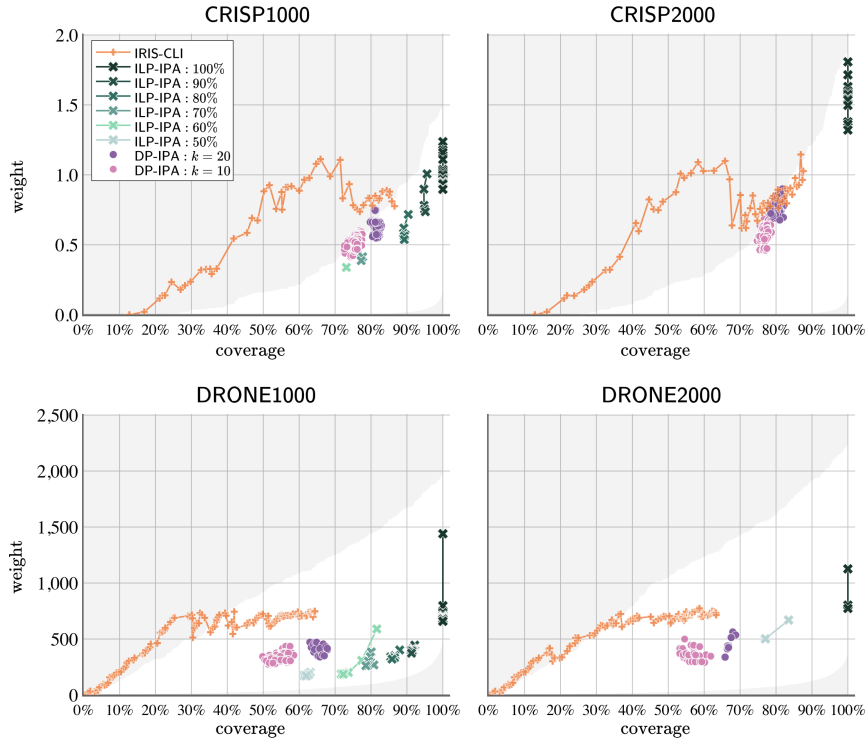 CRISP1000
CRISP2000
2.0
1.5
1.0
0.5
0.0
weight
IRIS-CLI
ILP-IPA : 100%
ILP-IPA : 90%
ILP-IPA : 80%
ILP-IPA : 70%
ILP-IPA : 60%
ILP-IPA : 50%
DP-IPA : k = 20
DP-IPA : k = 10
0% 10% 20% 30% 40% 50% 60% 70% 80% 90% 100%
coverage
0% 10% 20% 30% 40% 50% 60% 70% 80% 90% 100%
coverage
DRONE1000
DRONE2000
2,500
2,000
1,500
1,000
500
0
weight
0% 10% 20% 30% 40% 50% 60% 70% 80% 90% 100%
coverage
0% 10% 20% 30% 40% 50% 60% 70% 80% 90% 100%
coverage